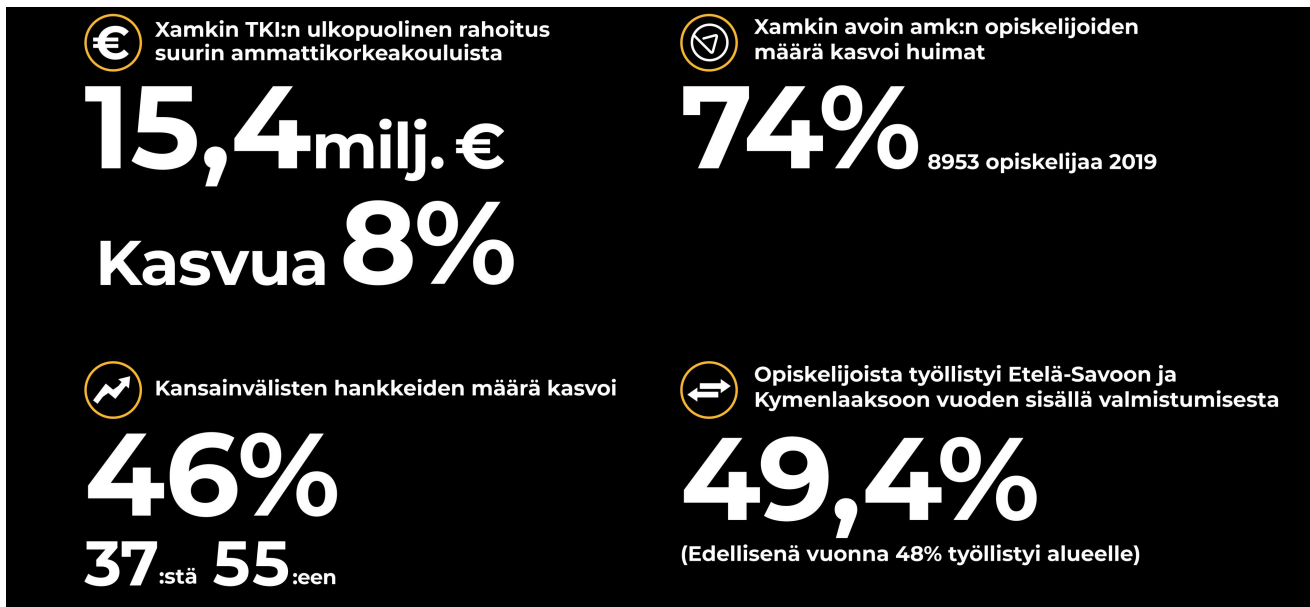 Xamkin TKI:n ulkopuolinen rahoitus
suurin ammattikorkeakouluista
15,4 milj. €
Kasvua 8%
Xamkin avoin amk:n opiskelijoiden
määrä kasvoi huimat
74% 8953 opiskelijaa 2019
Kansainvälisten hankkeiden määrä kasvoi
46%
37:stä 55:een
Opiskelijoista työllistyi Etelä-Savoon ja
Kymenlaaksoon vuoden sisällä valmistumisesta
49,4%
(Edellisenä vuonna 48% työllistyi alueelle)